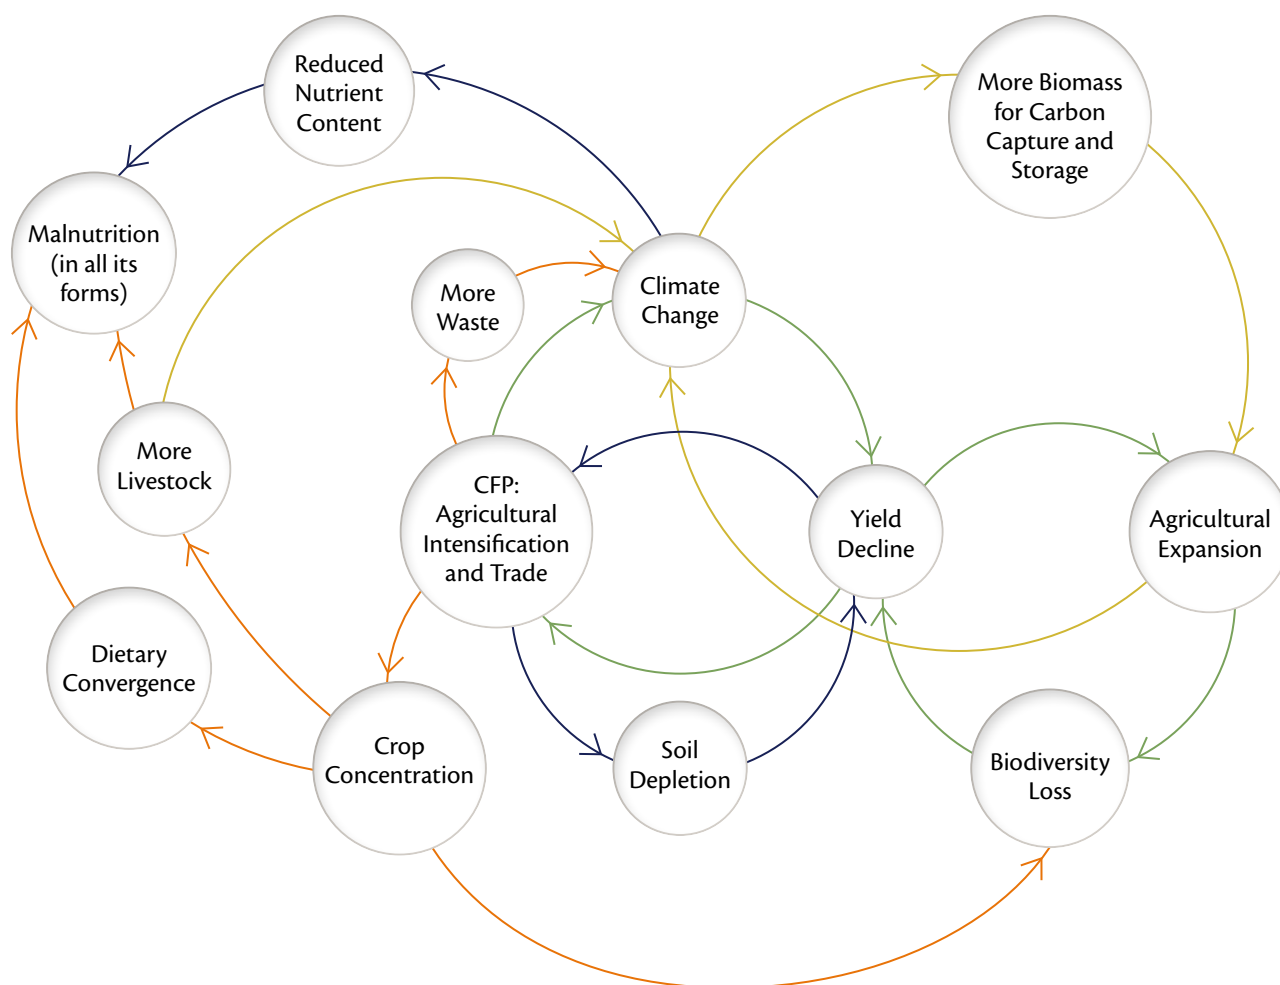 Reduced
Nutrient
Content
More Biomass
for Carbon
Capture and
Storage
Malnutrition
(in all its
forms)
More
Waste
Climate
Change
More
Livestock
CFP:
Agricultural
Intensification
and Trade
Yield
Decline
Agricultural
Expansion
Dietary
Convergence
Crop
Concentration
Soil
Depletion
Biodiversity
Loss